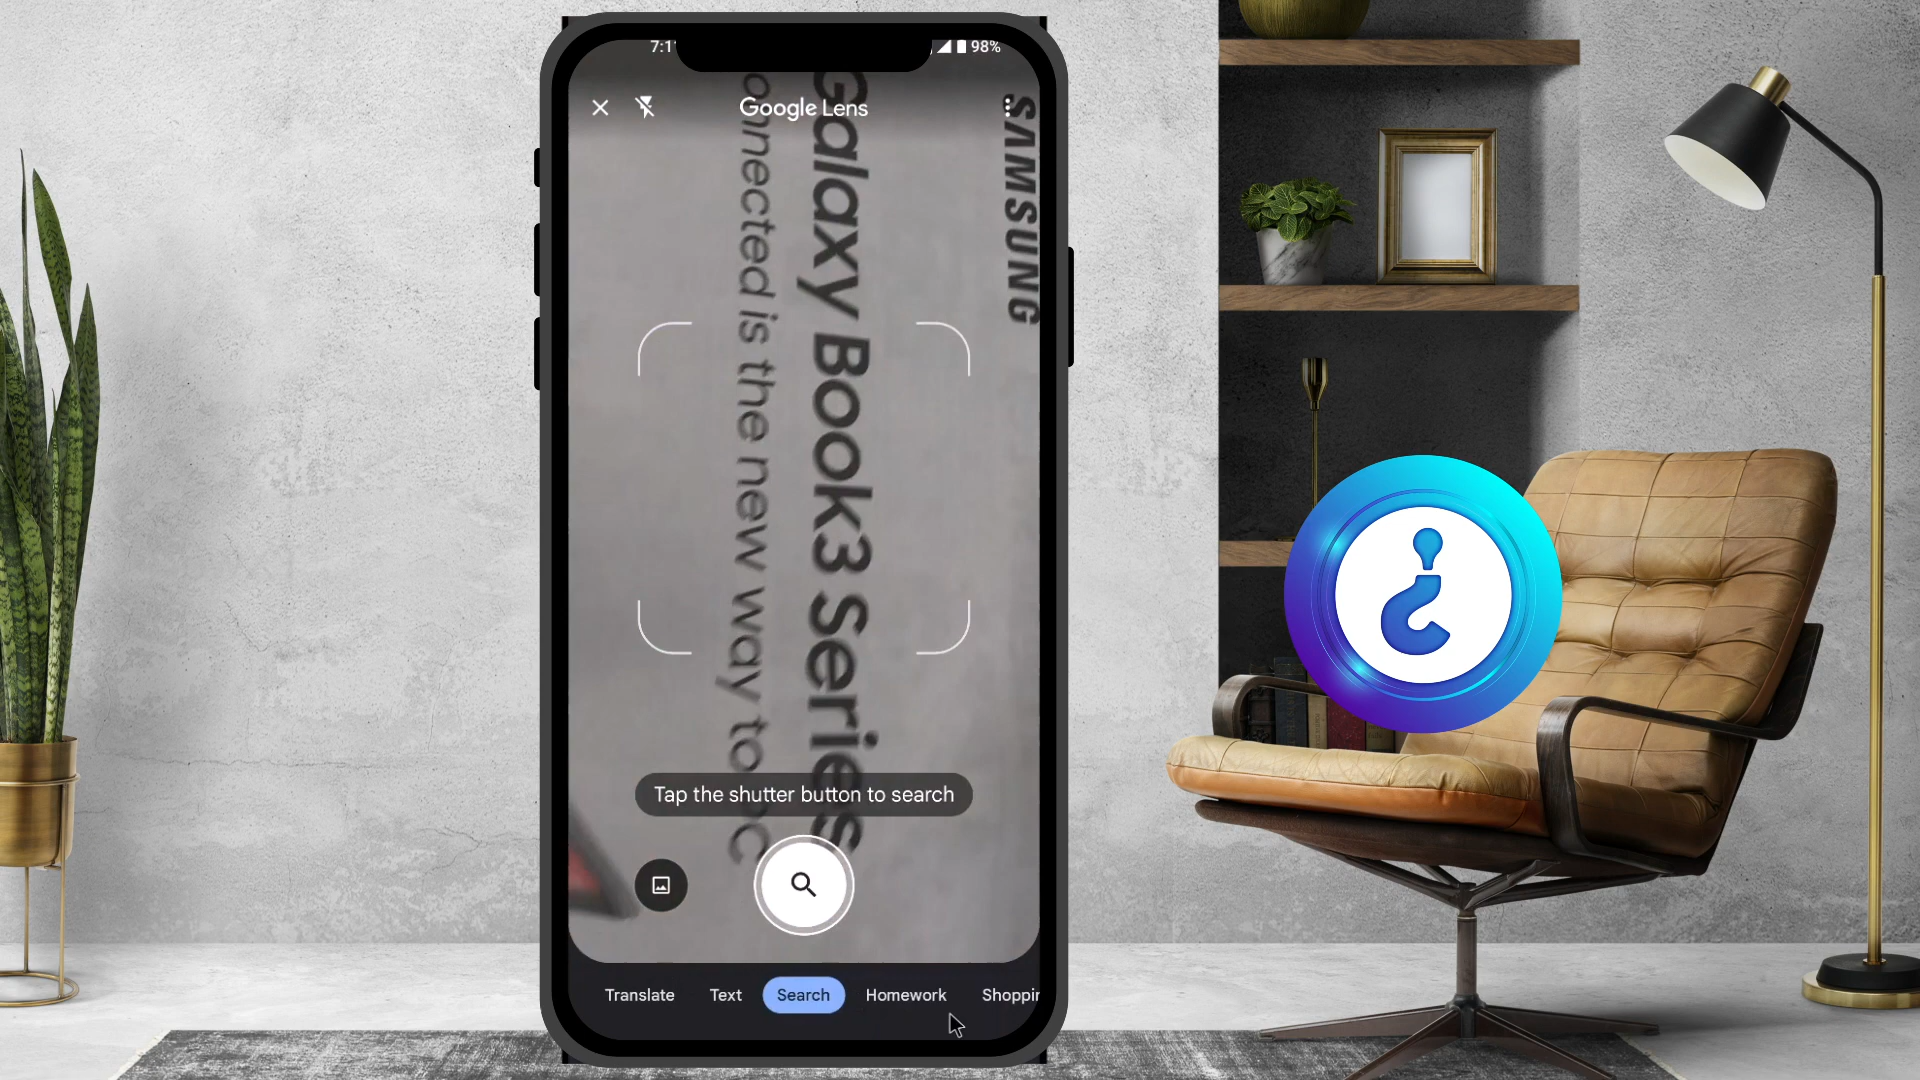 7:1
98%
Google Lens
SAMSUNG
Galaxy Book3 Series
onnected is the new way to
Tap the shutter button to search
Translate Text Search Homework Shoppin